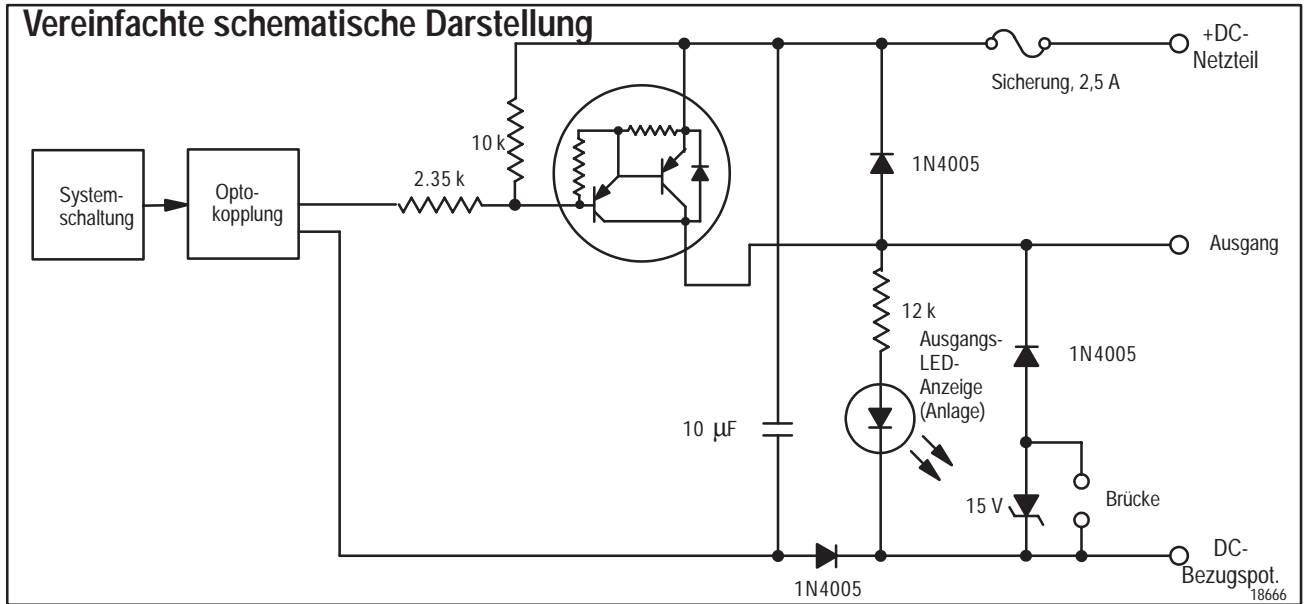 Vereinfachte schematische Darstellung
+DC-
Netzteil
Sicherung, 2,5 A
10 k
1N4005
2.35 k
System-
schaltung
Opto-
kopplung
Ausgang
12 k
Ausgangs-
LED-
Anzeige
(Anlage)
1N4005
10 µF
15 V
Brücke
1N4005
DC-
Bezugspot.
18666